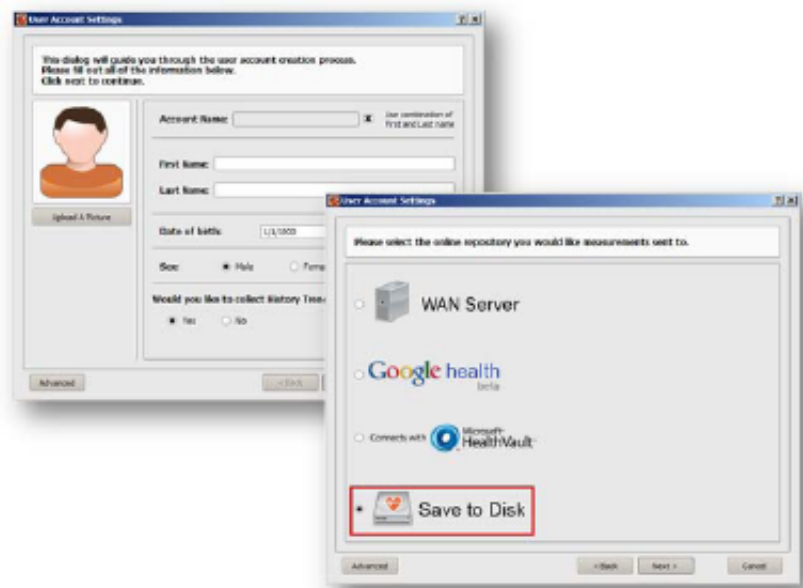 User Account Settings
This dialog will guide you through the user account creation process.
Please fill out all of the information below.
Click next to continue.
Account Name:
Use combination of
First and Last name
First Name:
Last Name:
Upload A Picture
Date of birth:
Sex: Male
Would you like to collect History
Yes No
Advanced
< Back
User Account Settings
Please select the online repository you would like measurements sent to.
WAN Server
Google health
beta
Connects with Microsoft
HealthVault
Save to Disk
Advanced
< Back Next > Cancel